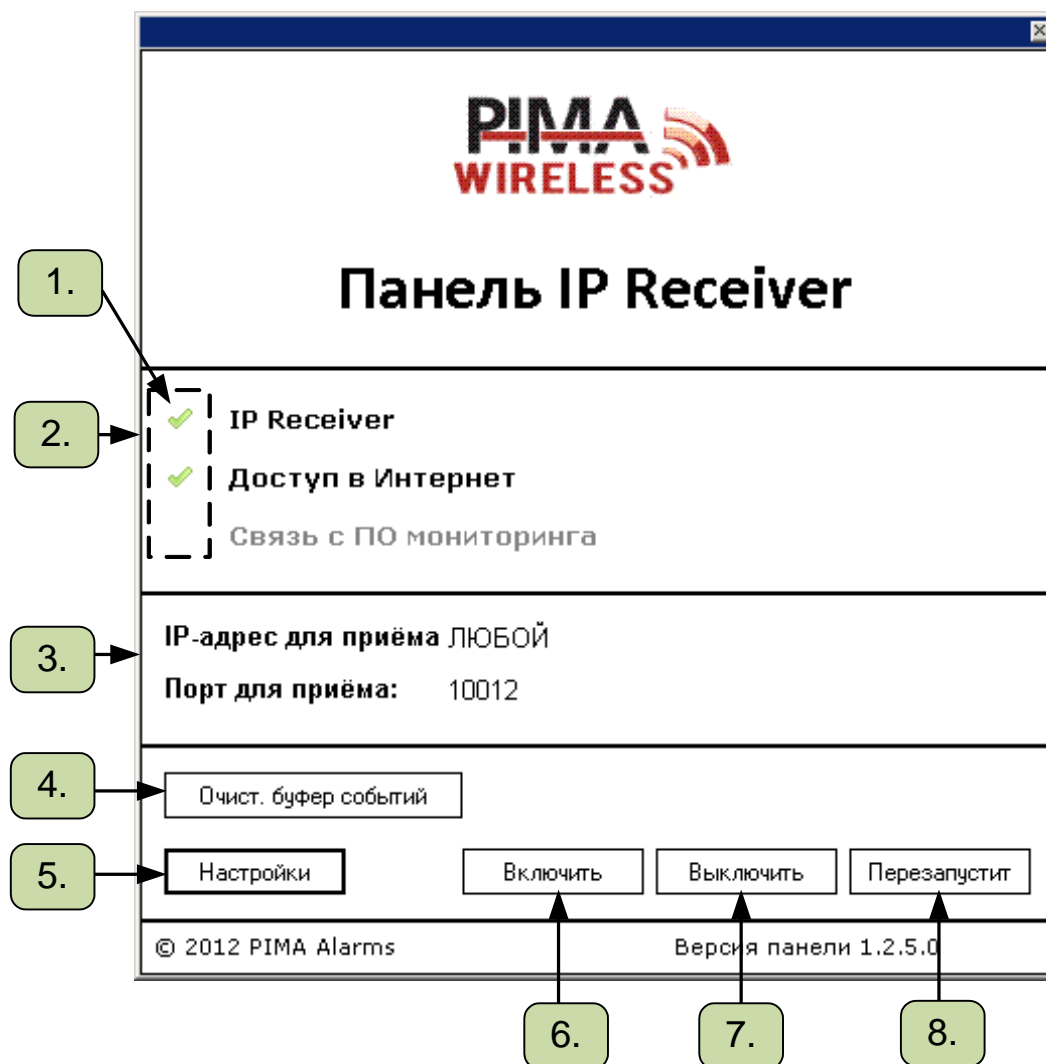 PIMA
WIRELESS
Панель IP Receiver
1.
2.
IP Receiver
Доступ в Интернет
Связь с ПО мониторинга
3.
IP-адрес для приёма ЛЮБОЙ
Порт для приёма: 10012
4.
Очист. буфер событий
5.
Настройки
Включить
Выключить
Перезапустит
© 2012 PIMA Alarms
Версия панели 1.2.5.0
6.
7.
8.